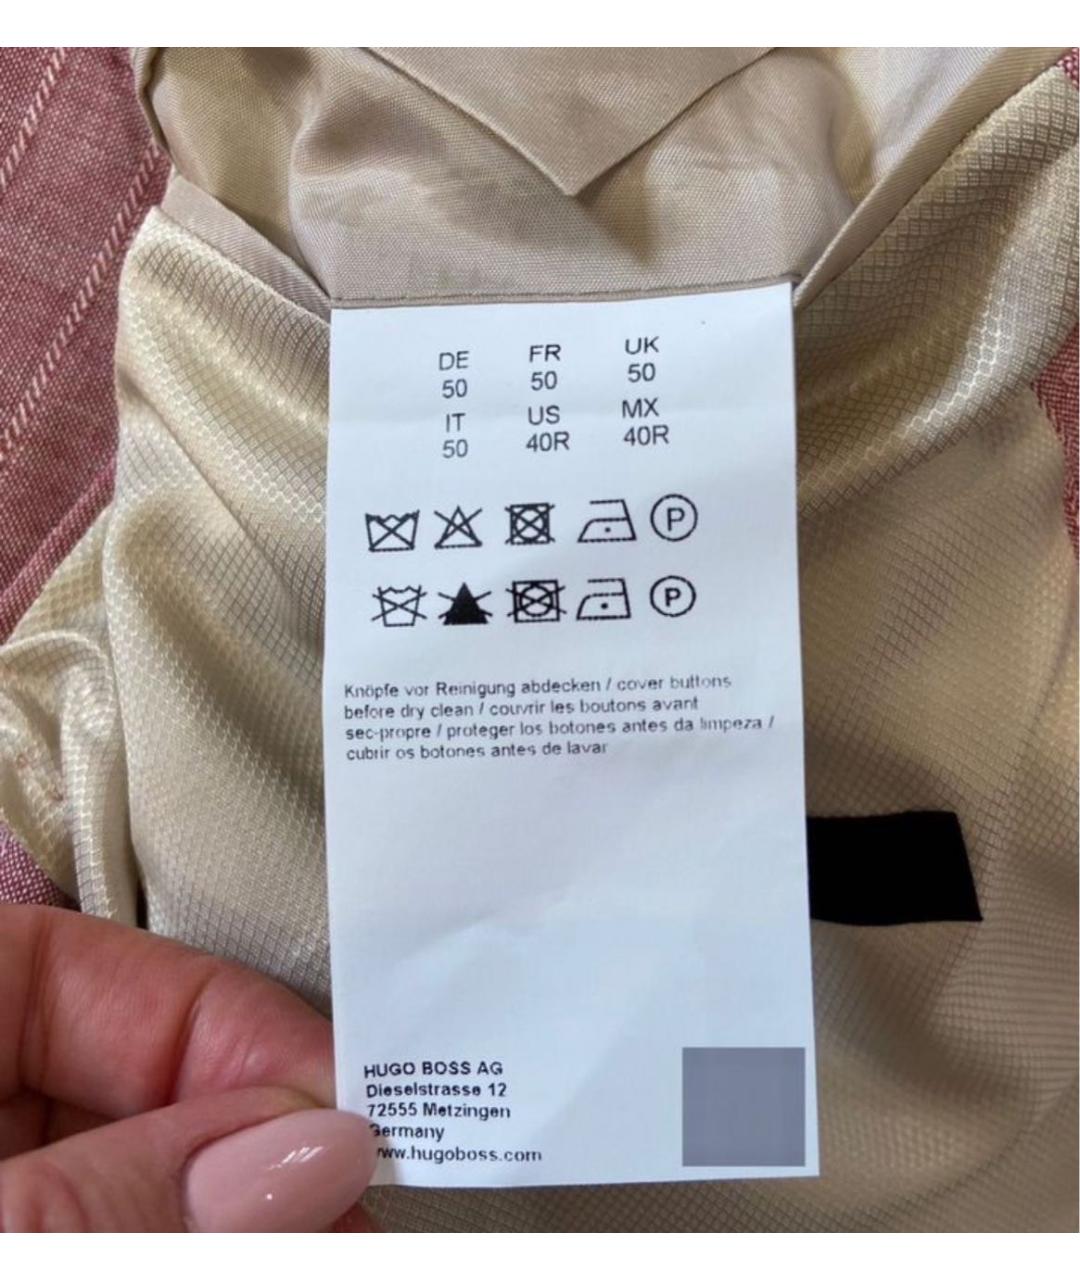 DE FR UK
50 50 50
IT US MX
50 40R 40R
P
P
Knöpfe vor Reinigung abdecken / cover buttons
before dry clean / couvrir les boutons avant
sec-propre / proteger los botones antes da limpeza /
cubrir os botones antes de lavar
HUGO BOSS AG
Dieselstrasse 12
72555 Metzingen
Germany
www.hugoboss.com